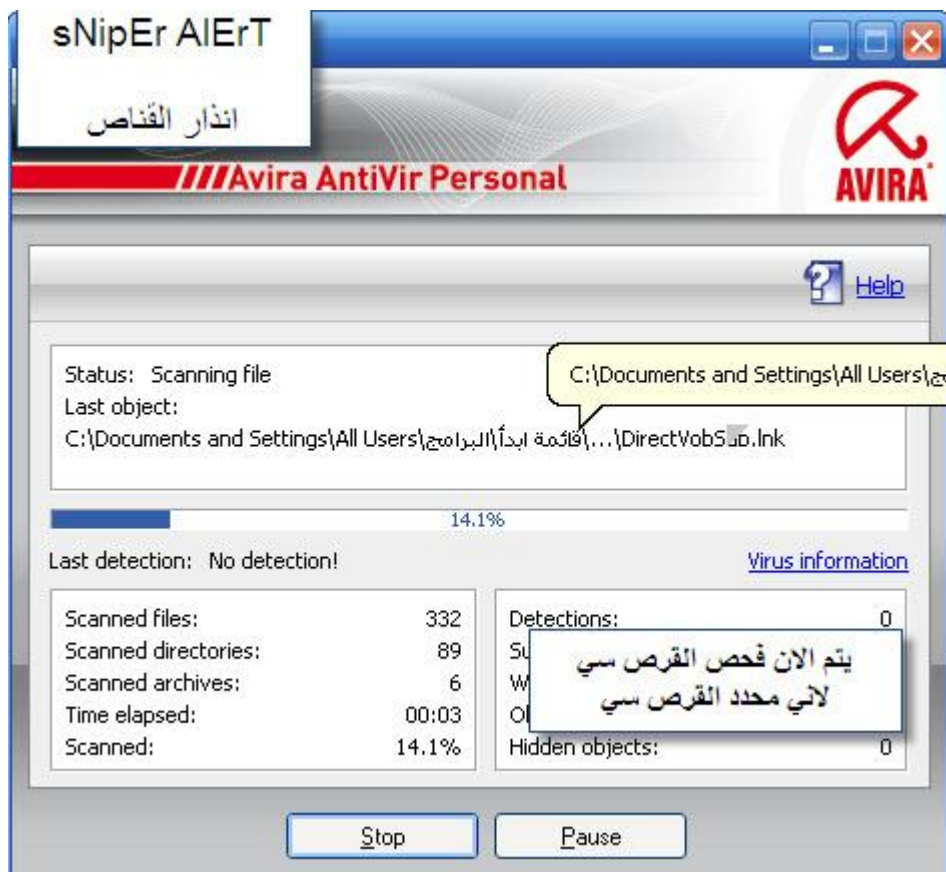 sNipEr AlErT
انذار القناص
////Avira AntiVir Personal
AVIRA
Help
Status: Scanning file
C:\Documents and Settings\All Users\
Last object:
C:\Documents and Settings\All Users\قائمة ابدأ\البرامج\...\DirectVobSub.lnk
14.1%
Last detection: No detection!
Virus information
Scanned files: 332
Scanned directories: 89
Scanned archives: 6
Time elapsed: 00:03
Scanned: 14.1%
Detections: 0
يتم الان فحص القرص سي
لاني محدد القرص سي
Hidden objects: 0
Stop
Pause